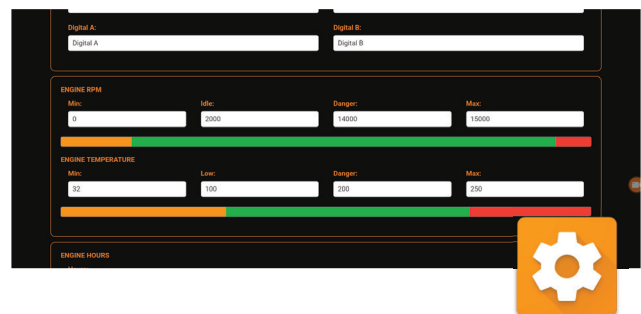 Digital A: Digital B:
Digital A Digital B
ENGINE RPM
Min: Idle: Danger: Max:
0 2000 14000 15000
ENGINE TEMPERATURE
Min: Low: Danger: Max:
32 100 200 250
ENGINE HOURS